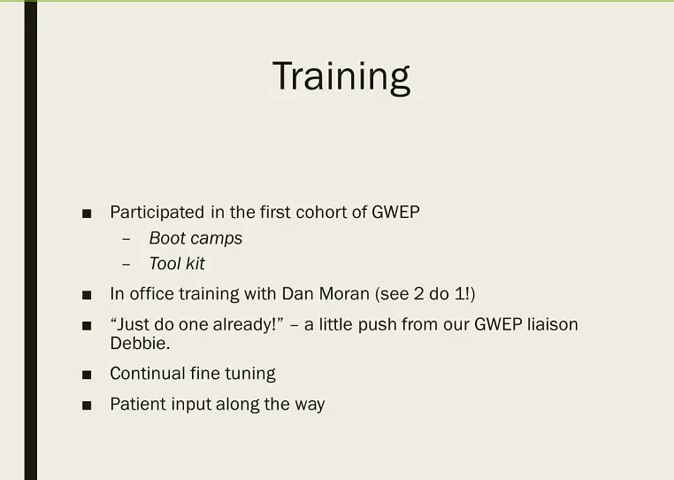 Training
■ Participated in the first cohort of GWEP
– Boot camps
– Tool kit
■ In office training with Dan Moran (see 2 do 1!)
■ “Just do one already!” – a little push from our GWEP liaison
Debbie.
■ Continual fine tuning
■ Patient input along the way